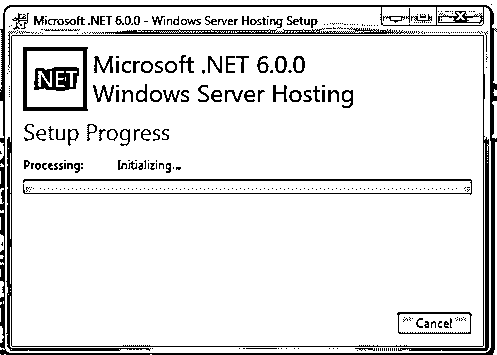 Microsoft .NET 6.0.0 - Windows Server Hosting Setup
.NET
Microsoft .NET 6.0.0
Windows Server Hosting
Setup Progress
Processing: Initializing...
Cancel